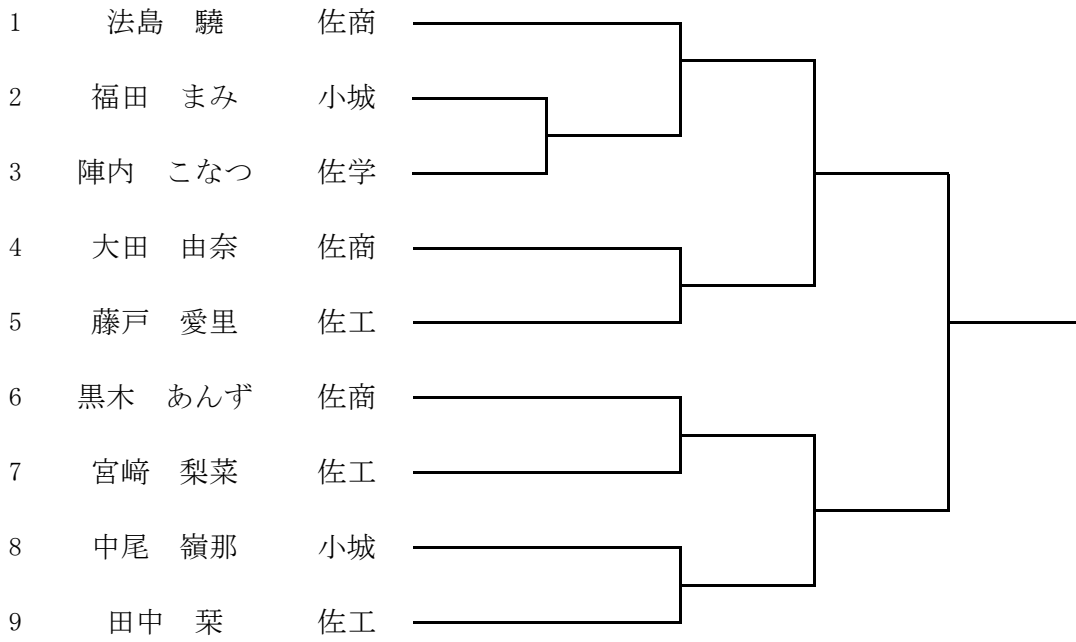 1 法島 驍 佐商
2 福田 まみ 小城
3 陣内 こなつ 佐学
4 大田 由奈 佐商
5 藤戸 愛里 佐工
6 黒木 あんず 佐商
7 宮﨑 梨菜 佐工
8 中尾 嶺那 小城
9 田中 栞 佐工